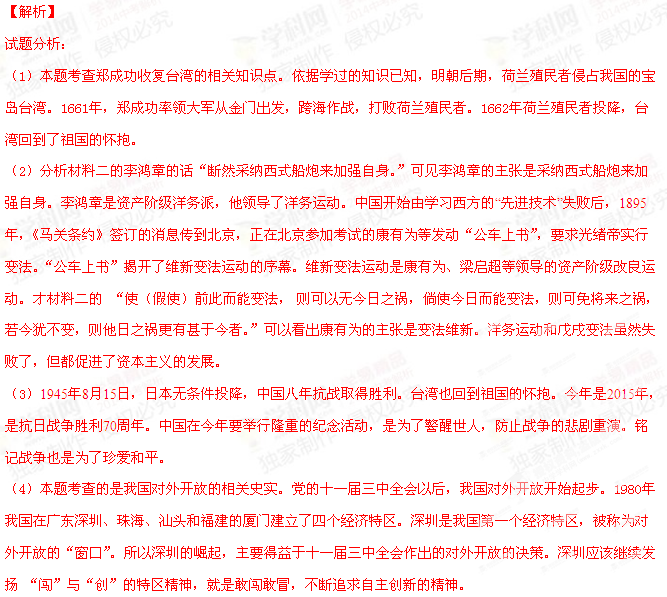 【解析】
试题分析：
（1）本题考查郑成功收复台湾的相关知识点。依据学过的知识已知，明朝后期，荷兰殖民者侵占我国的宝
岛台湾。1661年，郑成功率领大军从金门出发，跨海作战，打败荷兰殖民者。1662年荷兰殖民者投降，台
湾回到了祖国的怀抱。
（2）分析材料二的李鸿章的话“断然采纳西式船炮来加强自身。”可见李鸿章的主张是采纳西式船炮来加
强自身。李鸿章是资产阶级洋务派，他领导了洋务运动。中国开始由学习西方的“先进技术”失败后，1895
年，《马关条约》签订的消息传到北京，正在北京参加考试的康有为等发动“公车上书”，要求光绪帝实行
变法。“公车上书”揭开了维新变法运动的序幕。维新变法运动是康有为、梁启超等领导的资产阶级改良运
动。才材料二的 “使（假使）前此而能变法， 则可以无今日之祸，倘使今日而能变法，则可免将来之祸，
若今犹不变，则他日之祸更有甚于今者。”可以看出康有为的主张是变法维新。洋务运动和戊戌变法虽然失
败了，但都促进了资本主义的发展。
（3）1945年8月15日，日本无条件投降，中国八年抗战取得胜利。台湾也回到祖国的怀抱。今年是2015年，
是抗日战争胜利70周年。中国在今年要举行隆重的纪念活动，是为了警醒世人，防止战争的悲剧重演。铭
记战争也是为了珍爱和平。
（4）本题考查的是我国对外开放的相关史实。党的十一届三中全会以后，我国对外开放开始起步。1980年
我国在广东深圳、珠海、汕头和福建的厦门建立了四个经济特区。深圳是我国第一个经济特区，被称为对
外开放的“窗口”。所以深圳的崛起，主要得益于十一届三中全会作出的对外开放的决策。深圳应该继续发
扬 “闯”与“创”的特区精神，就是敢闯敢冒，不断追求自主创新的精神。